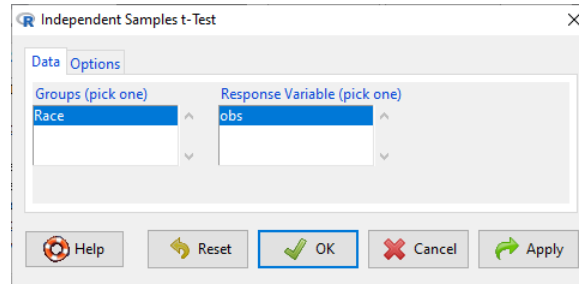 R Independent Samples t-Test
Data Options
Groups (pick one) Response Variable (pick one)
Race obs
Help Reset OK Cancel Apply